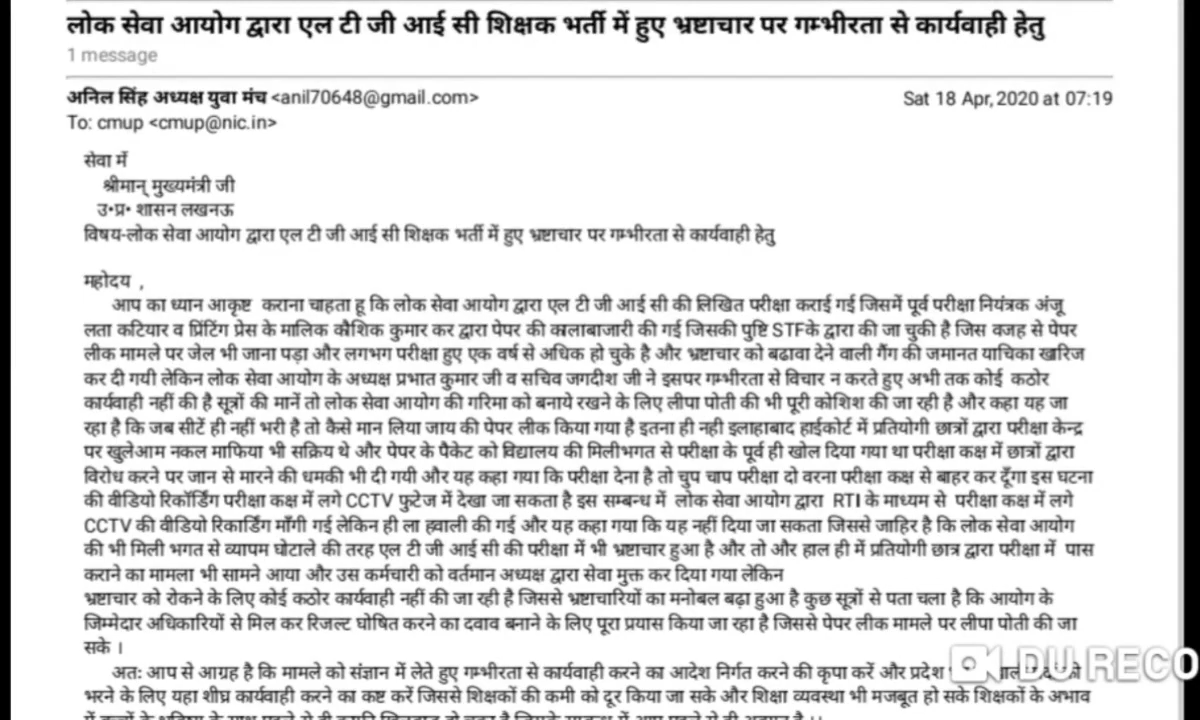 लोक सेवा आयोग द्वारा एल टी जी आई सी शिक्षक भर्ती में हुए भ्रष्टाचार पर गम्भीरता से कार्यवाही हेतु
1 message
अनिल सिंह अध्यक्ष युवा मंच <anil70648@gmail.com> Sat 18 Apr, 2020 at 07:19
To: cmup <cmup@nic.in>
सेवा में
श्रीमान् मुख्यमंत्री जी
उ•प्र• शासन लखनऊ
विषय-लोक सेवा आयोग द्वारा एल टी जी आई सी शिक्षक भर्ती में हुए भ्रष्टाचार पर गम्भीरता से कार्यवाही हेतु
महोदय ,
आप का ध्यान आकृष्ट कराना चाहता हू कि लोक सेवा आयोग द्वारा एल टी जी आई सी की लिखित परीक्षा कराई गई जिसमें पूर्व परीक्षा नियंत्रक अंजू
लता कटियार व प्रिंटिंग प्रेस के मालिक कौशिक कुमार कर द्वारा पेपर की कालाबाजारी की गई जिसकी पुष्टि STFके द्वारा की जा चुकी है जिस वजह से पेपर
लीक मामले पर जेल भी जाना पड़ा और लगभग परीक्षा हुए एक वर्ष से अधिक हो चुके है और भ्रष्टाचार को बढावा देने वाली गैंग की जमानत याचिका खारिज
कर दी गयी लेकिन लोक सेवा आयोग के अध्यक्ष प्रभात कुमार जी व सचिव जगदीश जी ने इसपर गम्भीरता से विचार न करते हुए अभी तक कोई कठोर
कार्यवाही नहीं की है सूत्रों की मानें तो लोक सेवा आयोग की गरिमा को बनाये रखने के लिए लीपा पोती की भी पूरी कोशिश की जा रही है और कहा यह जा
रहा है कि जब सीटें ही नहीं भरी है तो कैसे मान लिया जाय की पेपर लीक किया गया है इतना ही नही इलाहाबाद हाईकोर्ट में प्रतियोगी छात्रों द्वारा परीक्षा केन्द्र
पर खुलेआम नकल माफिया भी सक्रिय थे और पेपर के पैकेट को विद्यालय की मिलीभगत से परीक्षा के पूर्व ही खोल दिया गया था परीक्षा कक्ष में छात्रों द्वारा
विरोध करने पर जान से मारने की धमकी भी दी गयी और यह कहा गया कि परीक्षा देना है तो चुप चाप परीक्षा दो वरना परीक्षा कक्ष से बाहर कर दूँगा इस घटना
की वीडियो रिकॉर्डिंग परीक्षा कक्ष में लगे CCTV फुटेज में देखा जा सकता है इस सम्बन्ध में लोक सेवा आयोग द्वारा RTI के माध्यम से परीक्षा कक्ष में लगे
CCTV की वीडियो रिकार्डिंग माँगी गई लेकिन ही ला ह्वाली की गई और यह कहा गया कि यह नहीं दिया जा सकता जिससे जाहिर है कि लोक सेवा आयोग
की भी मिली भगत से व्यापम घोटाले की तरह एल टी जी आई सी की परीक्षा में भी भ्रष्टाचार हुआ है और तो और हाल ही में प्रतियोगी छात्र द्वारा परीक्षा में पास
कराने का मामला भी सामने आया और उस कर्मचारी को वर्तमान अध्यक्ष द्वारा सेवा मुक्त कर दिया गया लेकिन
भ्रष्टाचार को रोकने के लिए कोई कठोर कार्यवाही नहीं की जा रही है जिससे भ्रष्टाचारियों का मनोबल बढ़ा हुआ है कुछ सूत्रों से पता चला है कि आयोग के
जिम्मेदार अधिकारियों से मिल कर रिजल्ट घोषित करने का दवाव बनाने के लिए पूरा प्रयास किया जा रहा है जिससे पेपर लीक मामले पर लीपा पोती की जा
सके ।
अतः आप से आग्रह है कि मामले को संज्ञान में लेते हुए गम्भीरता से कार्यवाही करने का आदेश निर्गत करने की कृपा करें और प्रदेश
भरने के लिए यहा शीघ्र कार्यवाही करने का कष्ट करें जिससे शिक्षकों की कमी को दूर किया जा सके और शिक्षा व्यवस्था भी मजबूत हो सके शिक्षकों के अभाव
DU RECO